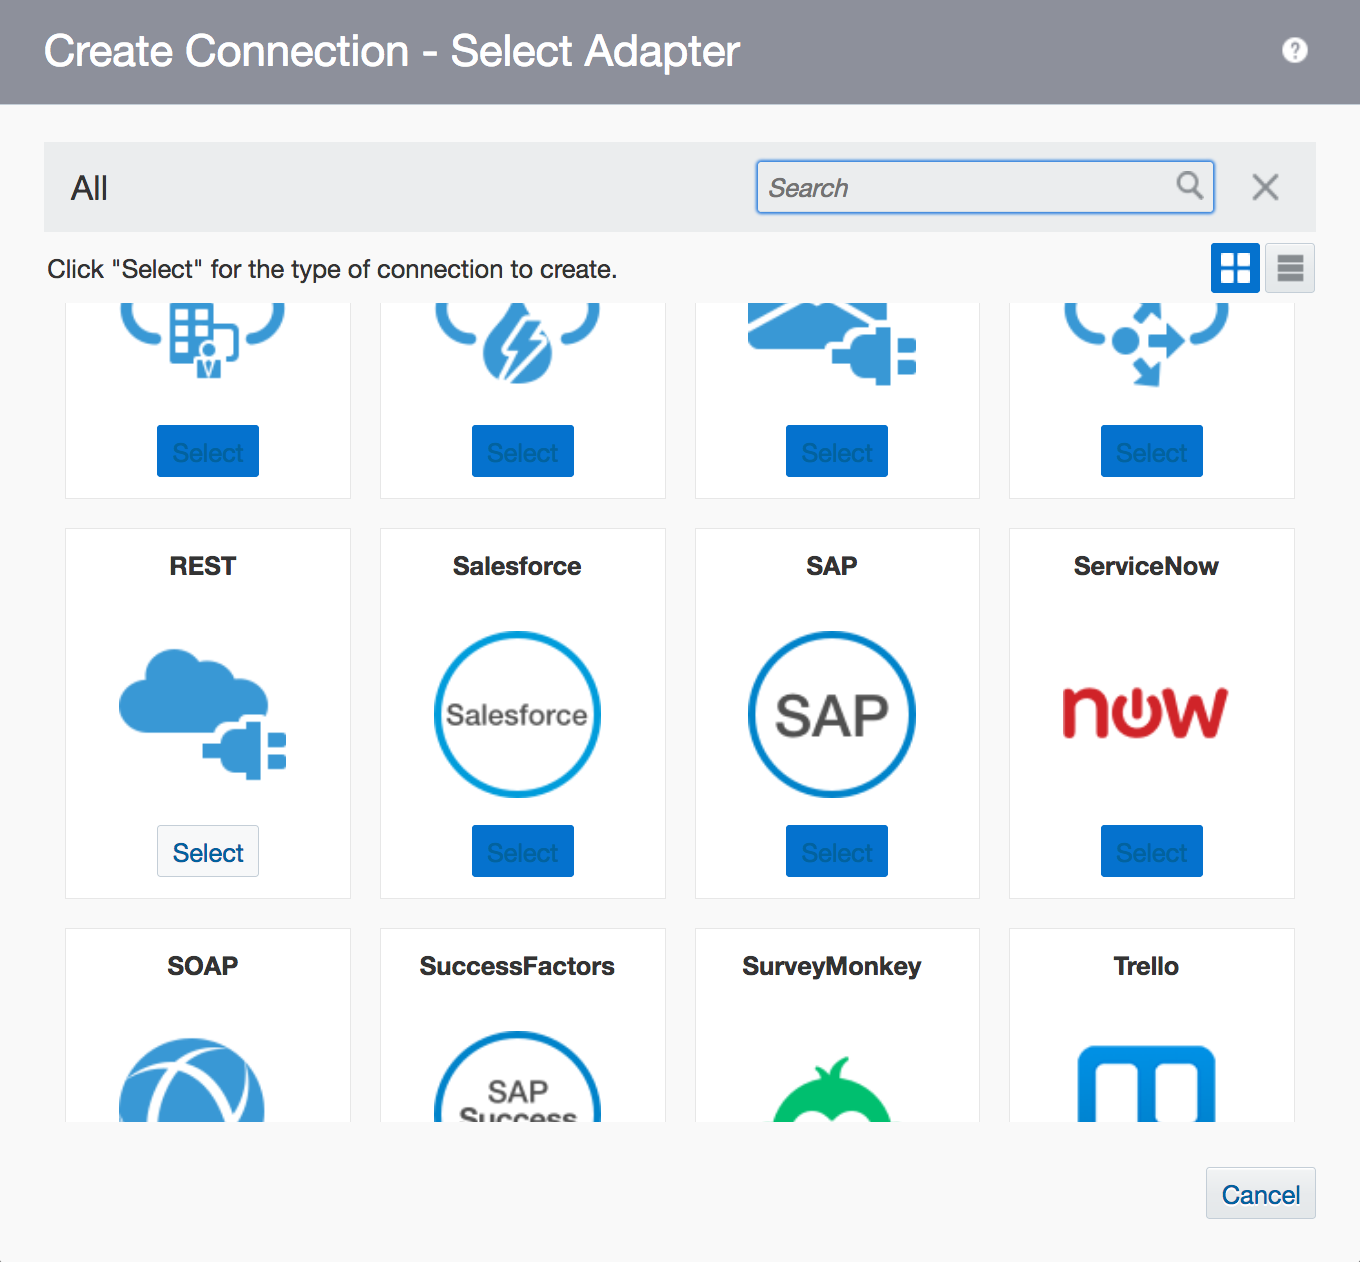 Create Connection - Select Adapter
?
All
Search
Click "Select" for the type of connection to create.
Select Select Select Select
REST Salesforce SAP ServiceNow
Salesforce SAP now
Select Select Select Select
SOAP SuccessFactors SurveyMonkey Trello
SAP
Success
Cancel